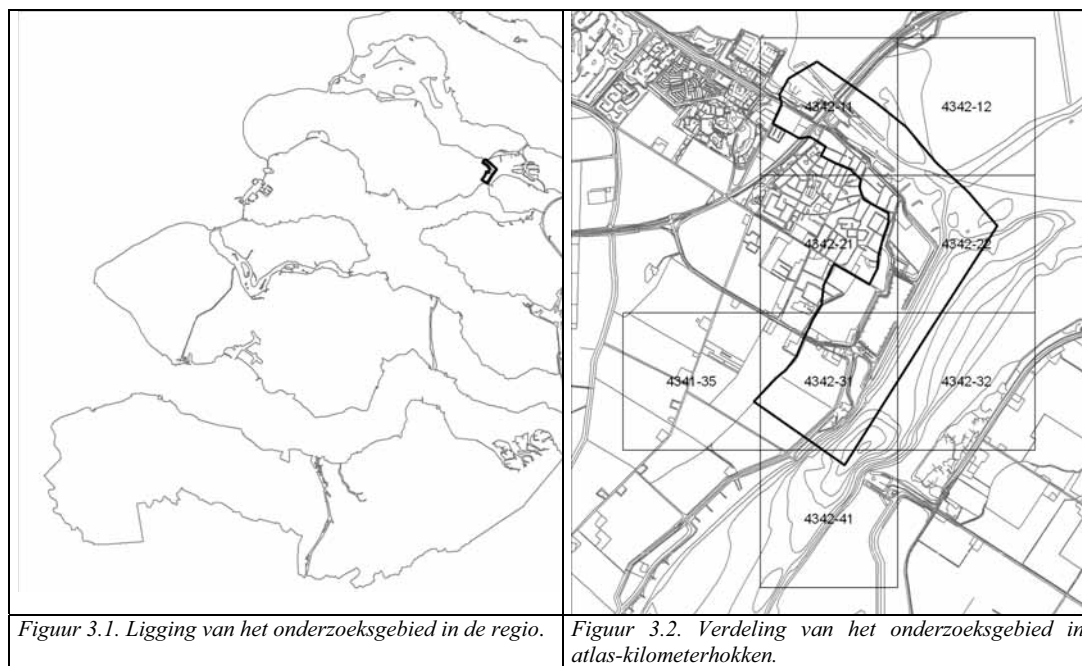 4342-11
4342-12
4342-21
4342-22
4341-35
4342-31
4342-32
4342-41
Figuur 3.1. Ligging van het onderzoeksgebied in de regio.
Figuur 3.2. Verdeling van het onderzoeksgebied in
atlas-kilometerhokken.